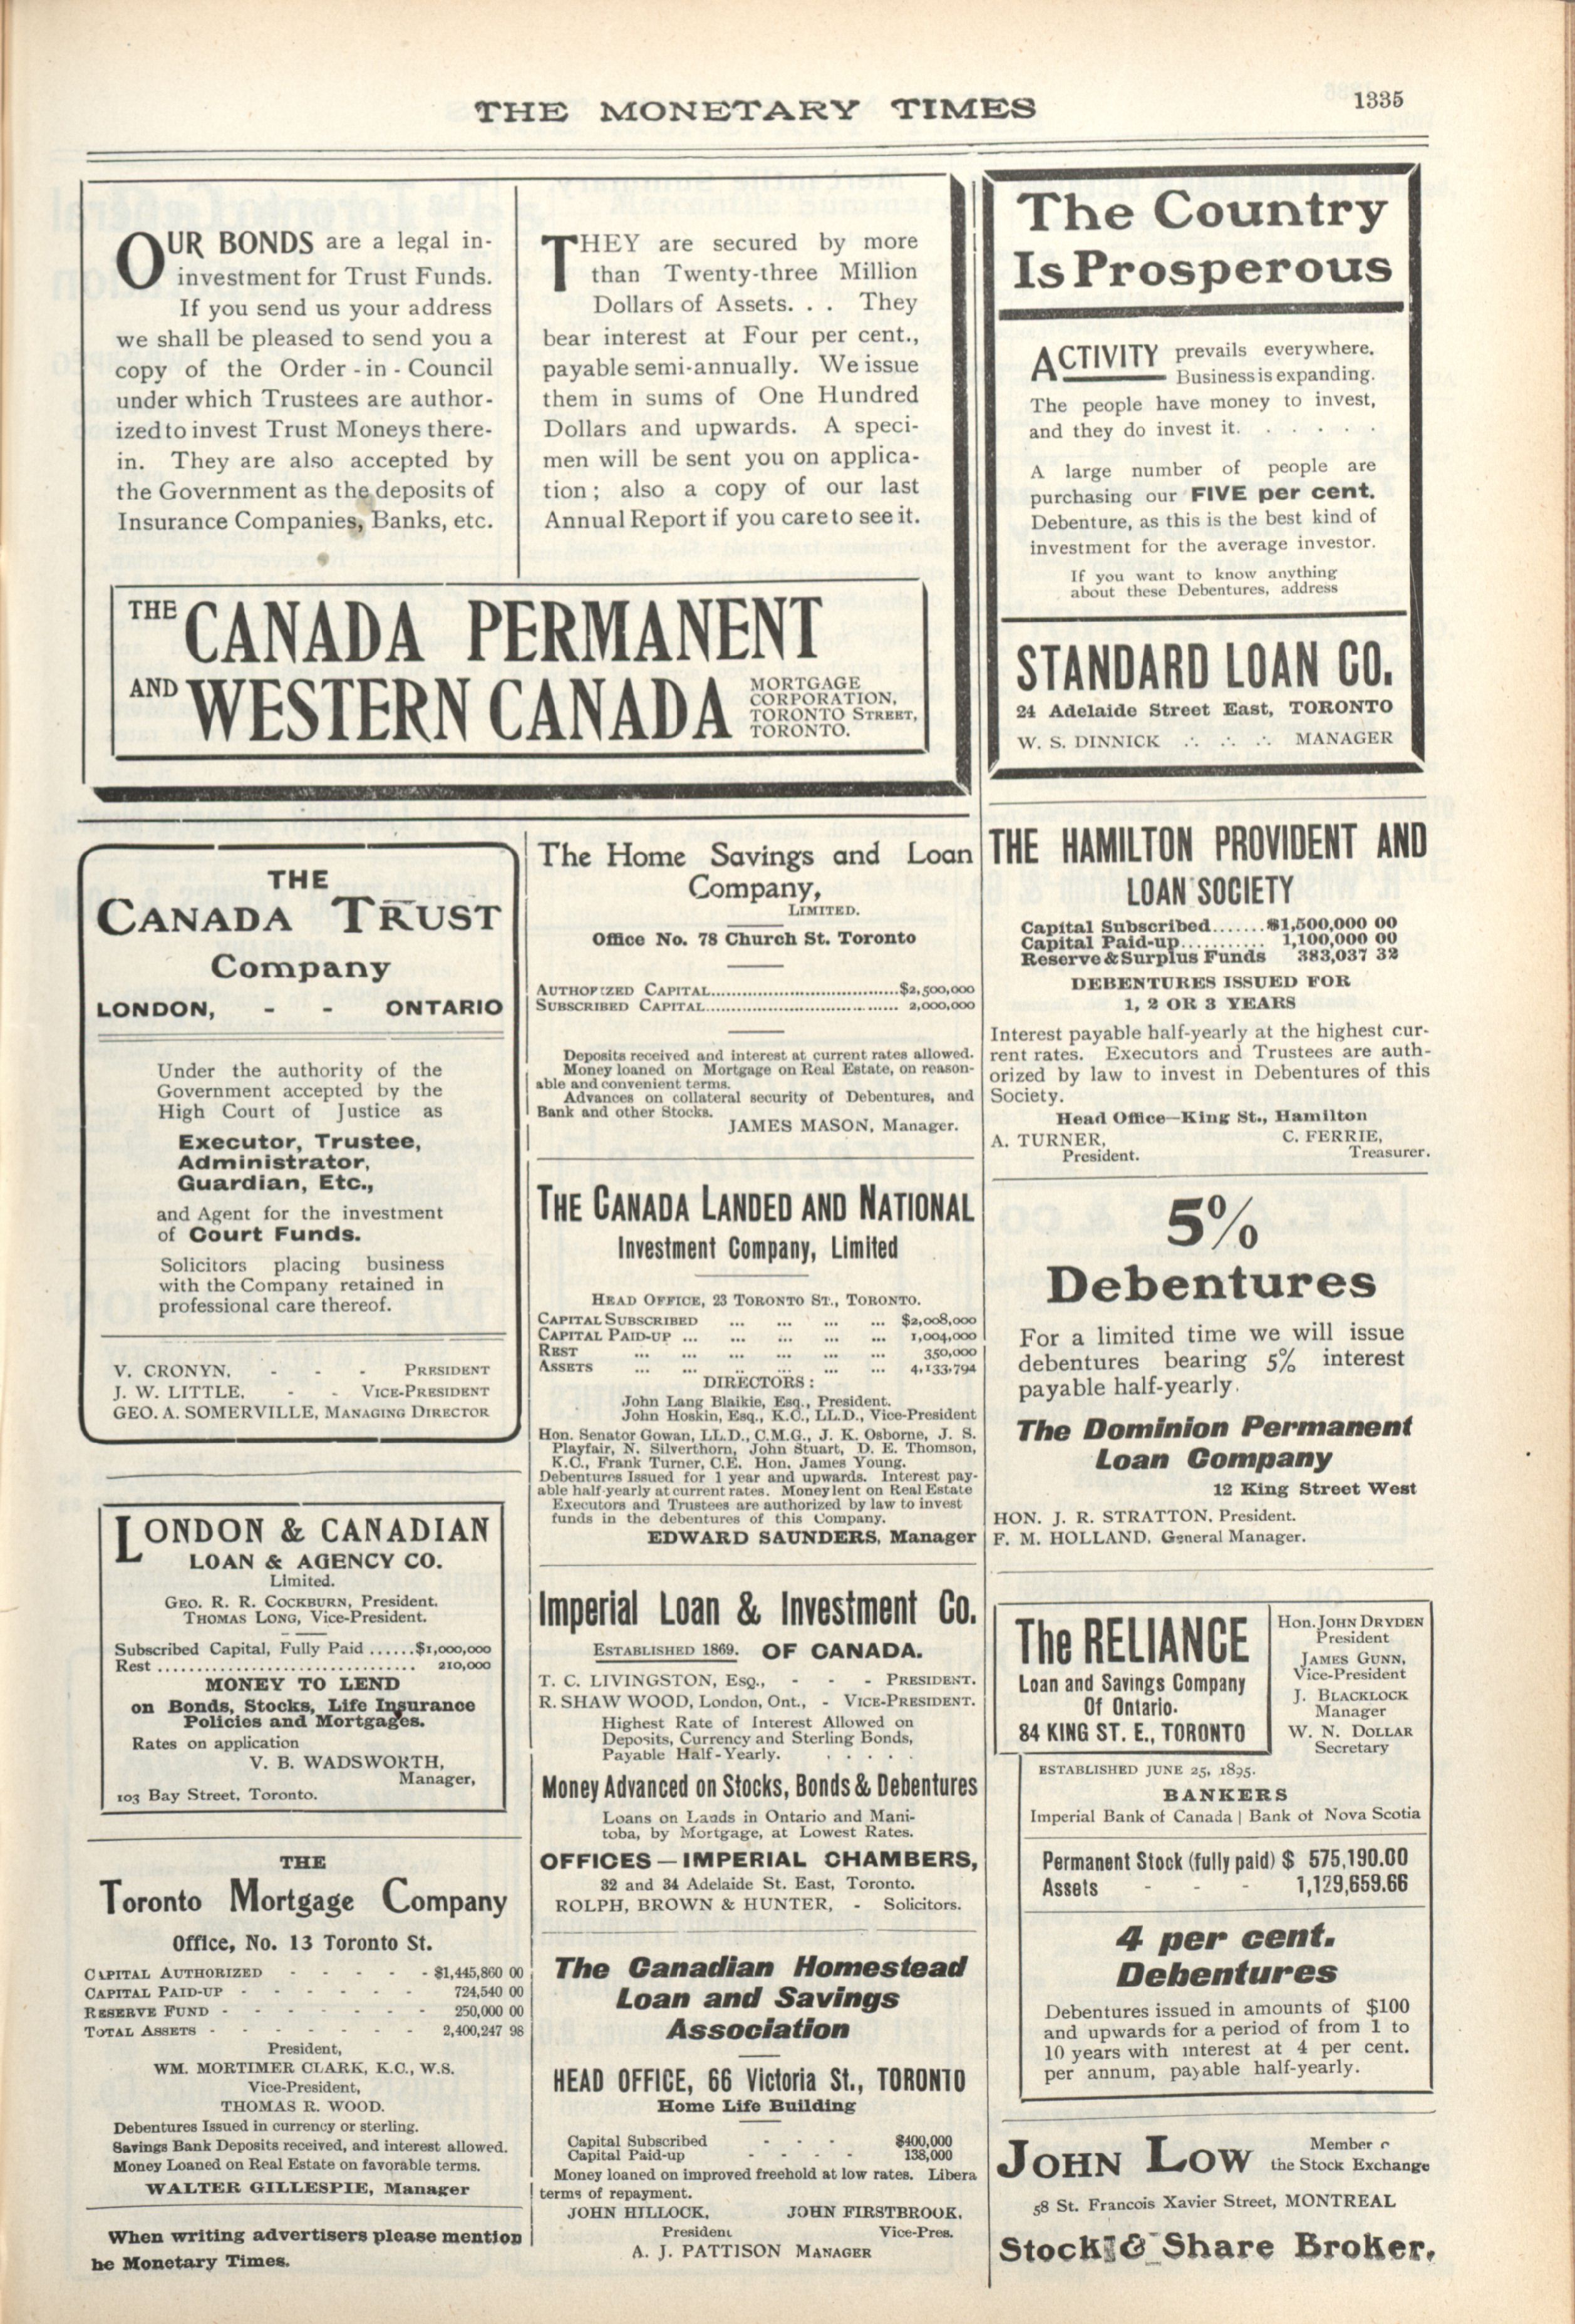 THE MONETARY TIMES
1335
OUR BONDS are a legal in-
investment for Trust Funds.
If you send us your address
we shall be pleased to send you a
copy of the Order-in-Council
under which Trustees are author-
ized to invest Trust Moneys there-
in. They are also accepted by
the Government as the deposits of
Insurance Companies, Banks, etc.
THEY are secured by more
than Twenty-three Million
Dollars of Assets. . . They
bear interest at Four per cent.,
payable semi-annually. We issue
them in sums of One Hundred
Dollars and upwards. A speci-
men will be sent you on applica-
tion; also a copy of our last
Annual Report if you care to see it.
THE CANADA PERMANENT
AND WESTERN CANADA
MORTGAGE
CORPORATION,
TORONTO STREET,
TORONTO.
The Country
Is Prosperous
ACTIVITY prevails everywhere.
Business is expanding.
The people have money to invest,
and they do invest it. . . . . .
A large number of people are
purchasing our FIVE per cent.
Debenture, as this is the best kind of
investment for the average investor.
If you want to know anything
about these Debentures, address
STANDARD LOAN CO.
24 Adelaide Street East, TORONTO
W. S. DINNICK ∴ ∴ ∴ MANAGER
THE
CANADA TRUST
Company
LONDON, - - ONTARIO
Under the authority of the
Government accepted by the
High Court of Justice as
Executor, Trustee,
Administrator,
Guardian, Etc.,
and Agent for the investment
of Court Funds.
Solicitors placing business
with the Company retained in
professional care thereof.
V. CRONYN, - - - PRESIDENT
J. W. LITTLE, - - VICE-PRESIDENT
GEO. A. SOMERVILLE, MANAGING DIRECTOR
LONDON & CANADIAN
LOAN & AGENCY CO.
Limited.
GEO. R. R. COCKBURN, President.
THOMAS LONG, Vice-President.
Subscribed Capital, Fully Paid ......$1,000,000
Rest ................................ 210,000
MONEY TO LEND
on Bonds, Stocks, Life Insurance
Policies and Mortgages.
Rates on application
V. B. WADSWORTH,
Manager,
103 Bay Street, Toronto.
THE
Toronto Mortgage Company
Office, No. 13 Toronto St.
CAPITAL AUTHORIZED - - - - - $1,445,860 00
CAPITAL PAID-UP - - - - - - 724,540 00
RESERVE FUND - - - - - - - 250,000 00
TOTAL ASSETS - - - - - - - 2,400,247 98
President,
WM. MORTIMER CLARK, K.C., W.S.
Vice-President,
THOMAS R. WOOD.
Debentures Issued in currency or sterling.
Savings Bank Deposits received, and interest allowed.
Money Loaned on Real Estate on favorable terms.
WALTER GILLESPIE, Manager
When writing advertisers please mention
he Monetary Times.
The Home Savings and Loan
Company,
LIMITED.
Office No. 78 Church St. Toronto
AUTHORIZED CAPITAL....................................$2,500,000
SUBSCRIBED CAPITAL.................................... 2,000,000
Deposits received and interest at current rates allowed.
Money loaned on Mortgage on Real Estate, on reason-
able and convenient terms.
Advances on collateral security of Debentures, and
Bank and other Stocks.
JAMES MASON, Manager.
THE CANADA LANDED AND NATIONAL
Investment Company, Limited
HEAD OFFICE, 23 TORONTO ST., TORONTO.
CAPITAL SUBSCRIBED ... ... ... ... $2,008,000
CAPITAL PAID-UP ... ... ... ... ... 1,004,000
REST ... ... ... ... ... ... 350,000
ASSETS ... ... ... ... ... ... 4,133,794
DIRECTORS:
John Lang Blaikie, Esq., President.
John Hoskin, Esq., K.C., LL.D., Vice-President
Hon. Senator Gowan, LL.D., C.M.G., J. K. Osborne, J. S.
Playfair, N. Silverthorn, John Stuart, D. E. Thomson,
K.C., Frank Turner, C.E. Hon. James Young.
Debentures Issued for 1 year and upwards. Interest pay-
able half-yearly at current rates. Money lent on Real Estate
Executors and Trustees are authorized by law to invest
funds in the debentures of this Company.
EDWARD SAUNDERS, Manager
Imperial Loan & Investment Co.
ESTABLISHED 1869. OF CANADA.
T. C. LIVINGSTON, ESQ., - - - PRESIDENT.
R. SHAW WOOD, London, Ont., - VICE-PRESIDENT.
Highest Rate of Interest Allowed on
Deposits, Currency and Sterling Bonds,
Payable Half-Yearly. . . . . .
Money Advanced on Stocks, Bonds & Debentures
Loans on Lands in Ontario and Mani-
toba, by Mortgage, at Lowest Rates.
OFFICES—IMPERIAL CHAMBERS,
32 and 34 Adelaide St. East, Toronto.
ROLPH, BROWN & HUNTER, - Solicitors.
The Canadian Homestead
Loan and Savings
Association
HEAD OFFICE, 66 Victoria St., TORONTO
Home Life Building
Capital Subscribed - - - $400,000
Capital Paid-up - - - - 138,000
Money loaned on improved freehold at low rates. Libera
terms of repayment.
JOHN HILLOCK, JOHN FIRSTBROOK,
President Vice-Pres.
A. J. PATTISON MANAGER
THE HAMILTON PROVIDENT AND
LOAN SOCIETY
Capital Subscribed.......$1,500,000 00
Capital Paid-up........... 1,100,000 00
Reserve & Surplus Funds 383,037 32
DEBENTURES ISSUED FOR
1, 2 OR 3 YEARS
Interest payable half-yearly at the highest cur-
rent rates. Executors and Trustees are auth-
orized by law to invest in Debentures of this
Society.
Head Office—King St., Hamilton
A. TURNER, C. FERRIE,
President. Treasurer.
5%
Debentures
For a limited time we will issue
debentures bearing 5% interest
payable half-yearly.
The Dominion Permanent
Loan Company
12 King Street West
HON. J. R. STRATTON, President.
F. M. HOLLAND, General Manager.
The RELIANCE
Loan and Savings Company
Of Ontario.
84 KING ST. E., TORONTO
Hon. JOHN DRYDEN
President
JAMES GUNN,
Vice-President
J. BLACKLOCK
Manager
W. N. DOLLAR
Secretary
ESTABLISHED JUNE 25, 1895.
BANKERS
Imperial Bank of Canada | Bank of Nova Scotia
Permanent Stock (fully paid) $ 575,190.00
Assets - - - 1,129,659.66
4 per cent.
Debentures
Debentures issued in amounts of $100
and upwards for a period of from 1 to
10 years with interest at 4 per cent.
per annum, payable half-yearly.
JOHN LOW
Member o
the Stock Exchange
58 St. Francois Xavier Street, MONTREAL
Stock & Share Broker.